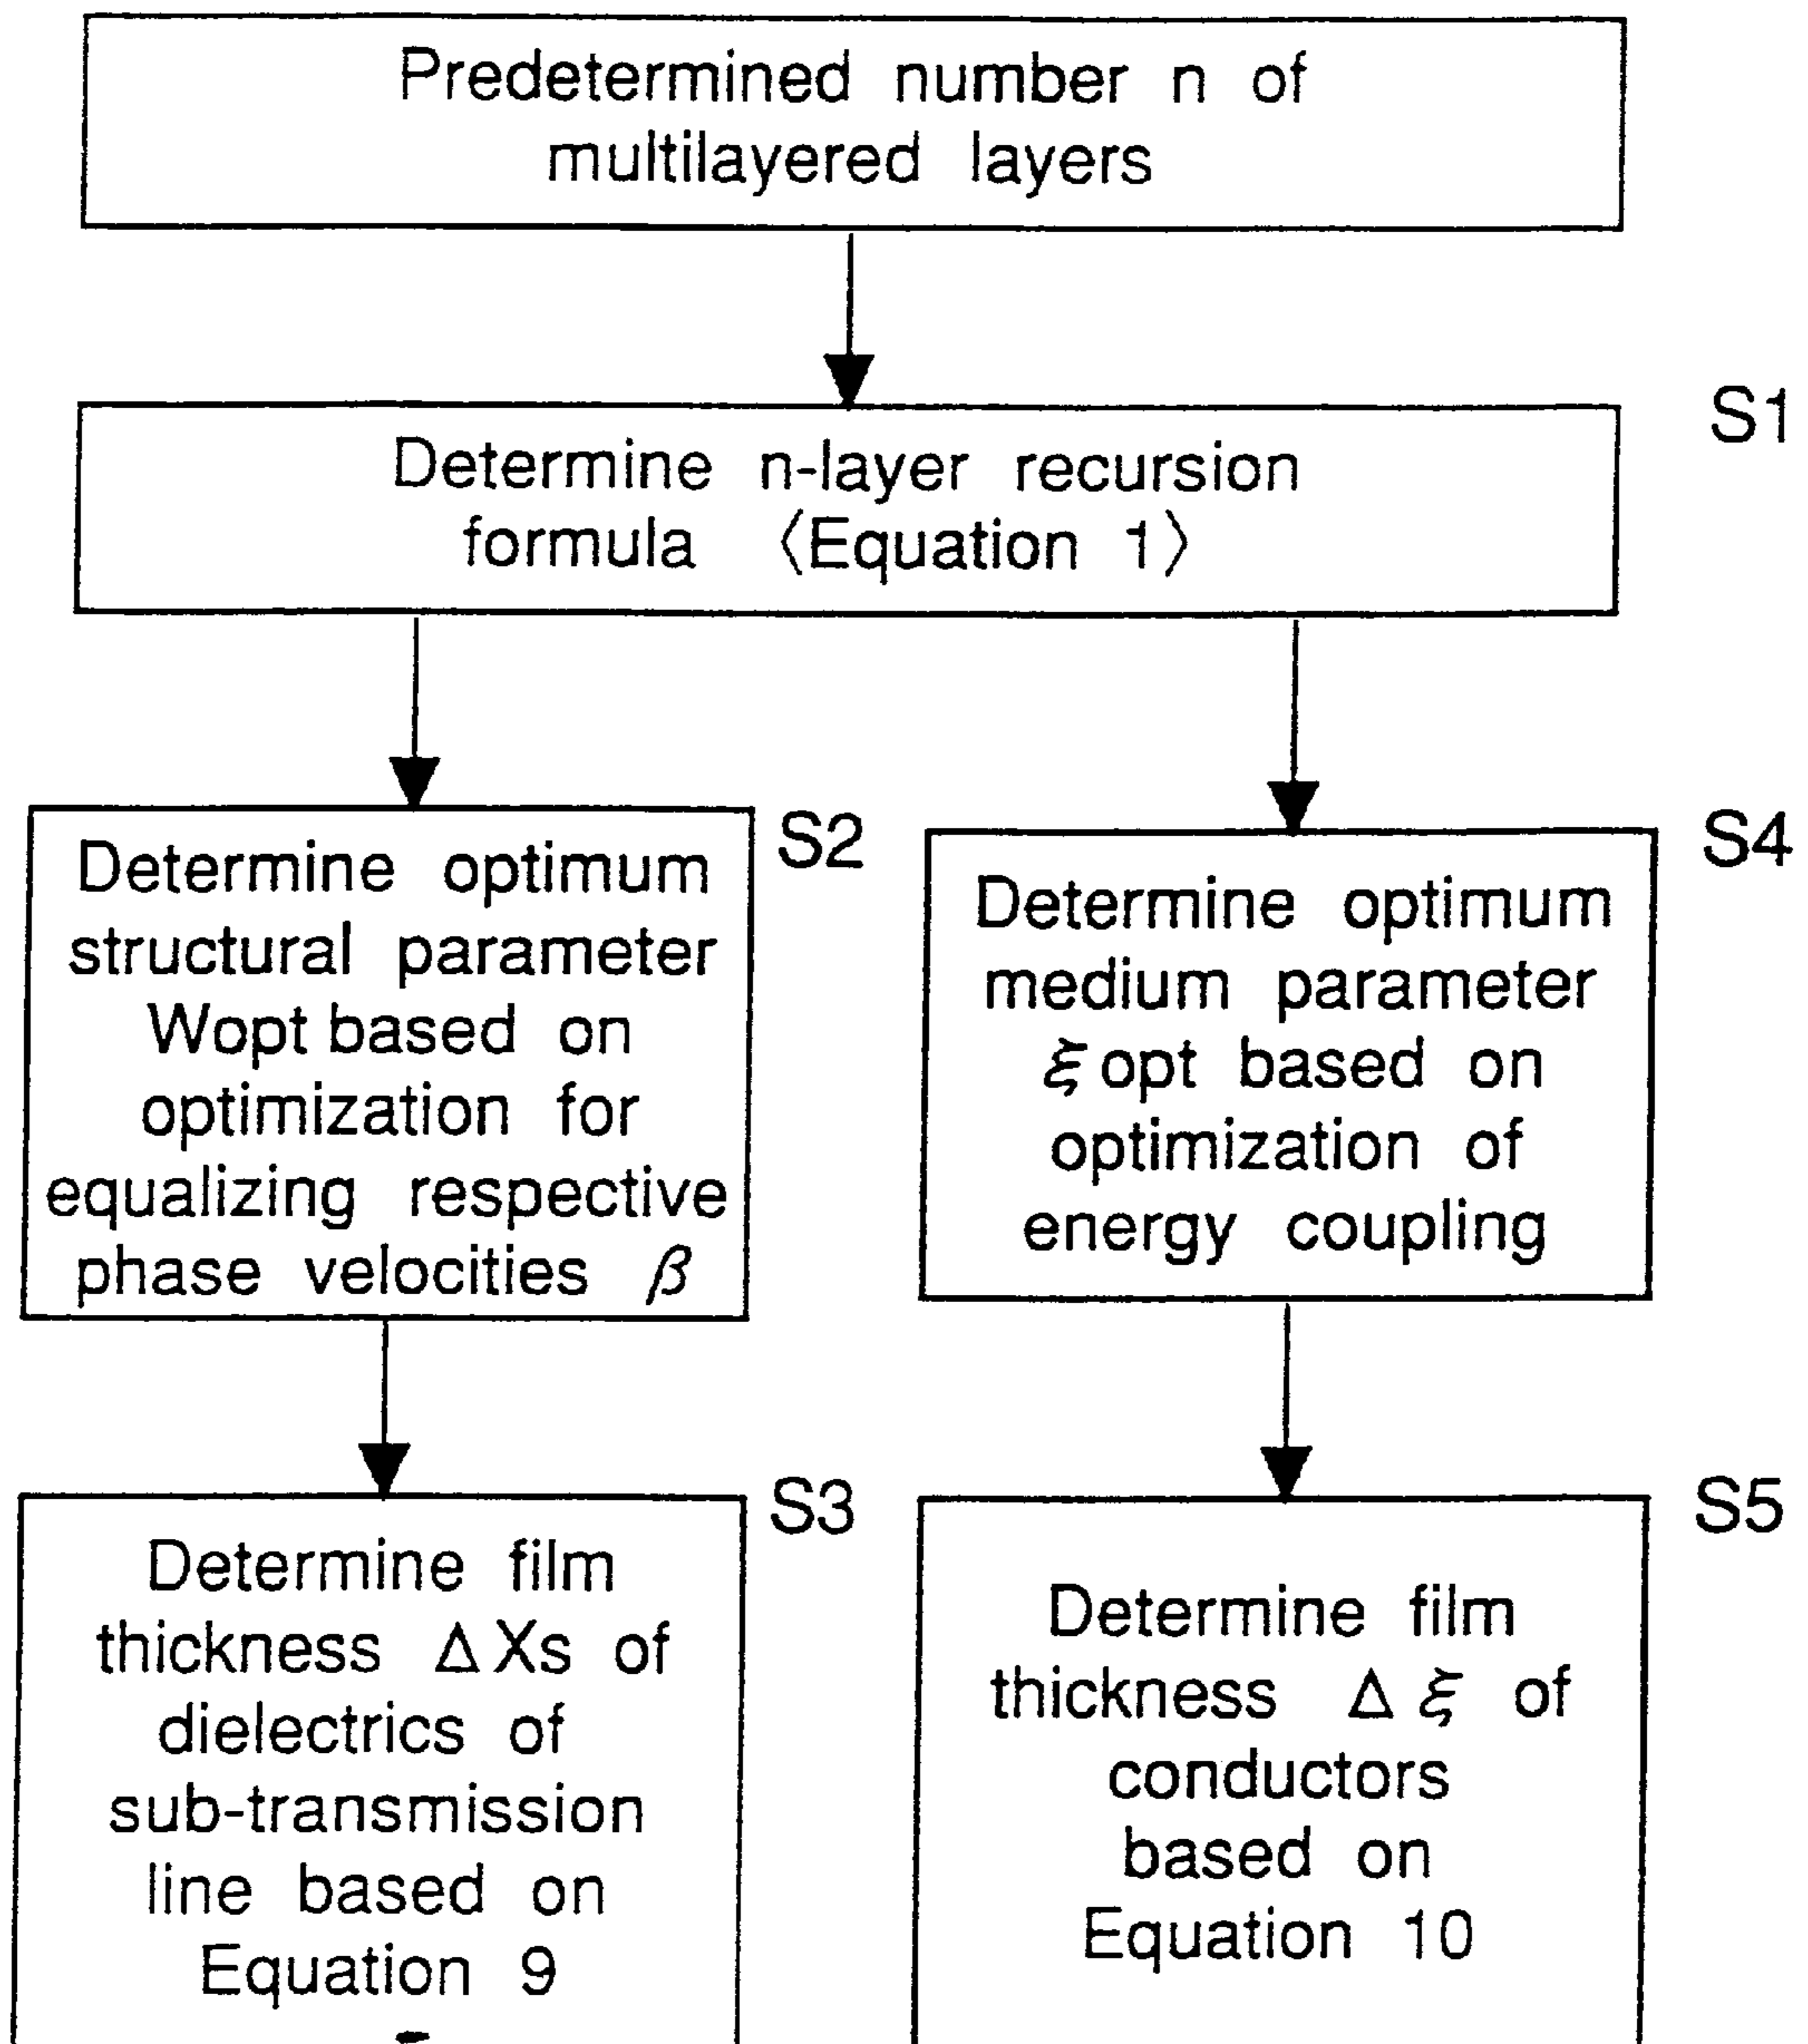 Predetermined number n of
multilayered layers
S1
Determine n-layer recursion
formula 〈Equation 1〉
S2
Determine optimum
structural parameter
Wopt based on
optimization for
equalizing respective
phase velocities β
S4
Determine optimum
medium parameter
ξ opt based on
optimization of
energy coupling
S3
Determine film
thickness ΔXs of
dielectrics of
sub-transmission
line based on
Equation 9
S5
Determine film
thickness Δ ξ of
conductors
based on
Equation 10